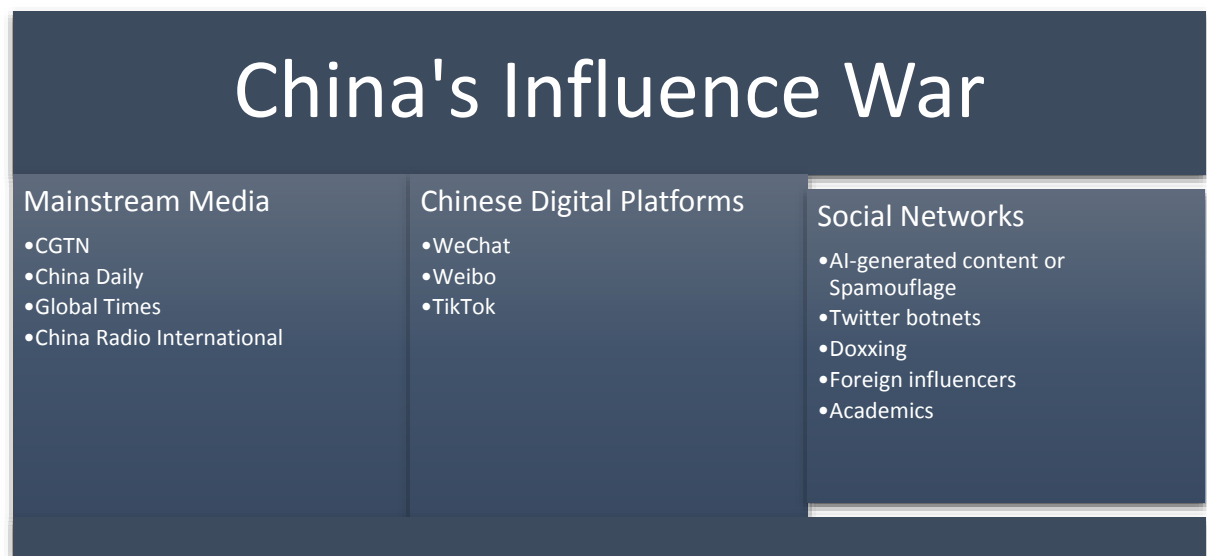 China's Influence War
Mainstream Media
•CGTN
•China Daily
•Global Times
•China Radio International
Chinese Digital Platforms
•WeChat
•Weibo
•TikTok
Social Networks
•AI-generated content or
Spamouflage
•Twitter botnets
•Doxxing
•Foreign influencers
•Academics